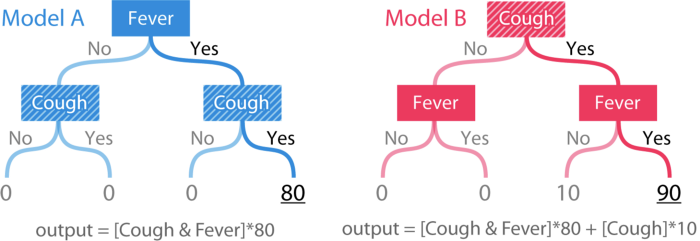 Model A
Fever
No
Yes
Cough
Cough
No
Yes
No
Yes
0
0
0
80
output = [Cough & Fever]*80
Model B
Cough
No
Yes
Fever
Fever
No
Yes
No
Yes
0
0
10
90
output = [Cough & Fever]*80 + [Cough]*10